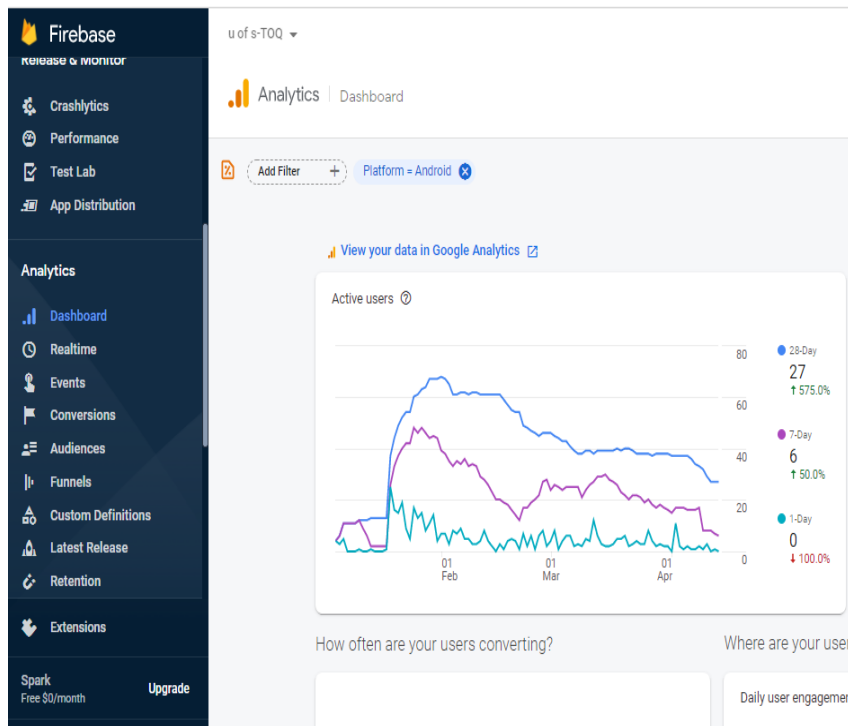 Firebase
Release & Monitor
Crashlytics
Performance
Test Lab
App Distribution
Analytics
Dashboard
Realtime
Events
Conversions
Audiences
Funnels
Custom Definitions
Latest Release
Retention
Extensions
Spark
Free $0/month
Upgrade
u of s-TOQ
Analytics Dashboard
Add Filter + Platform = Android
View your data in Google Analytics
Active users
80
60
40
20
0
01 Feb
01 Mar
01 Apr
28-Day
27
↑ 575.0%
7-Day
6
↑ 50.0%
1-Day
0
↓ 100.0%
How often are your users converting?
Where are your user
Daily user engagemen